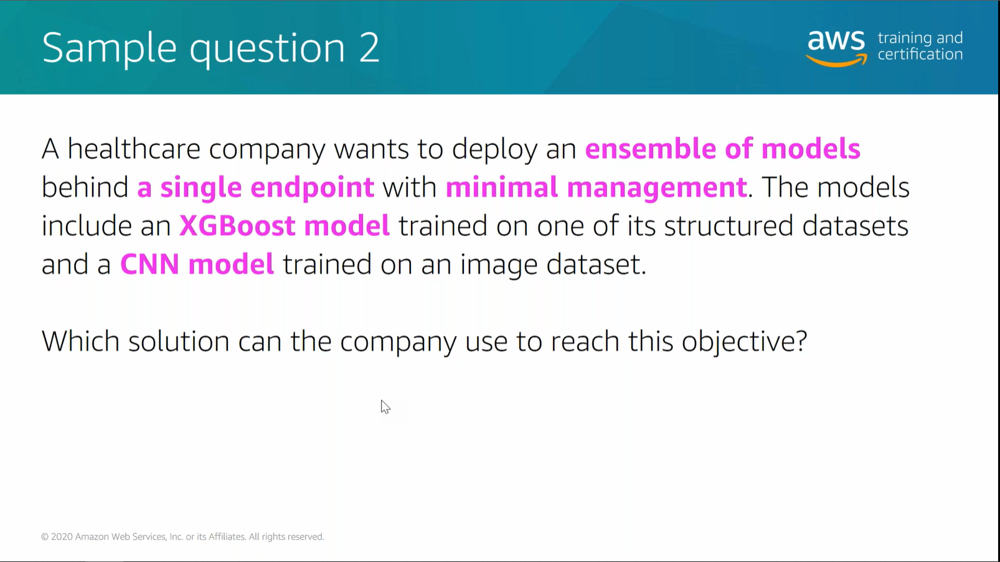 Sample question 2
aws training and
certification
A healthcare company wants to deploy an ensemble of models
behind a single endpoint with minimal management. The models
include an XGBoost model trained on one of its structured datasets
and a CNN model trained on an image dataset.
Which solution can the company use to reach this objective?
© 2020 Amazon Web Services, Inc. or its Affiliates. All rights reserved.